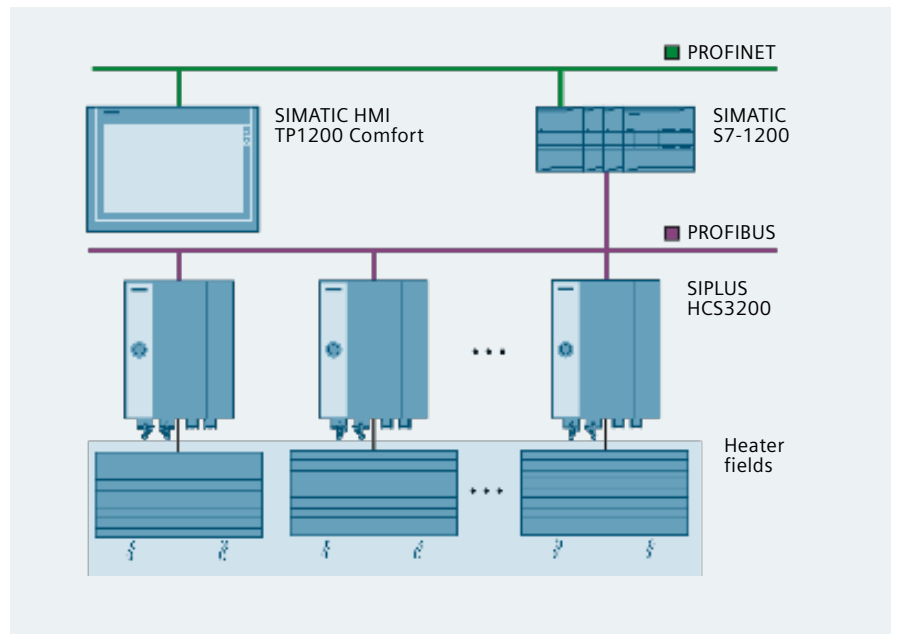 PROFINET
SIMATIC HMI
TP1200 Comfort
SIMATIC
S7-1200
PROFIBUS
SIPLUS
HCS3200
Heater
fields